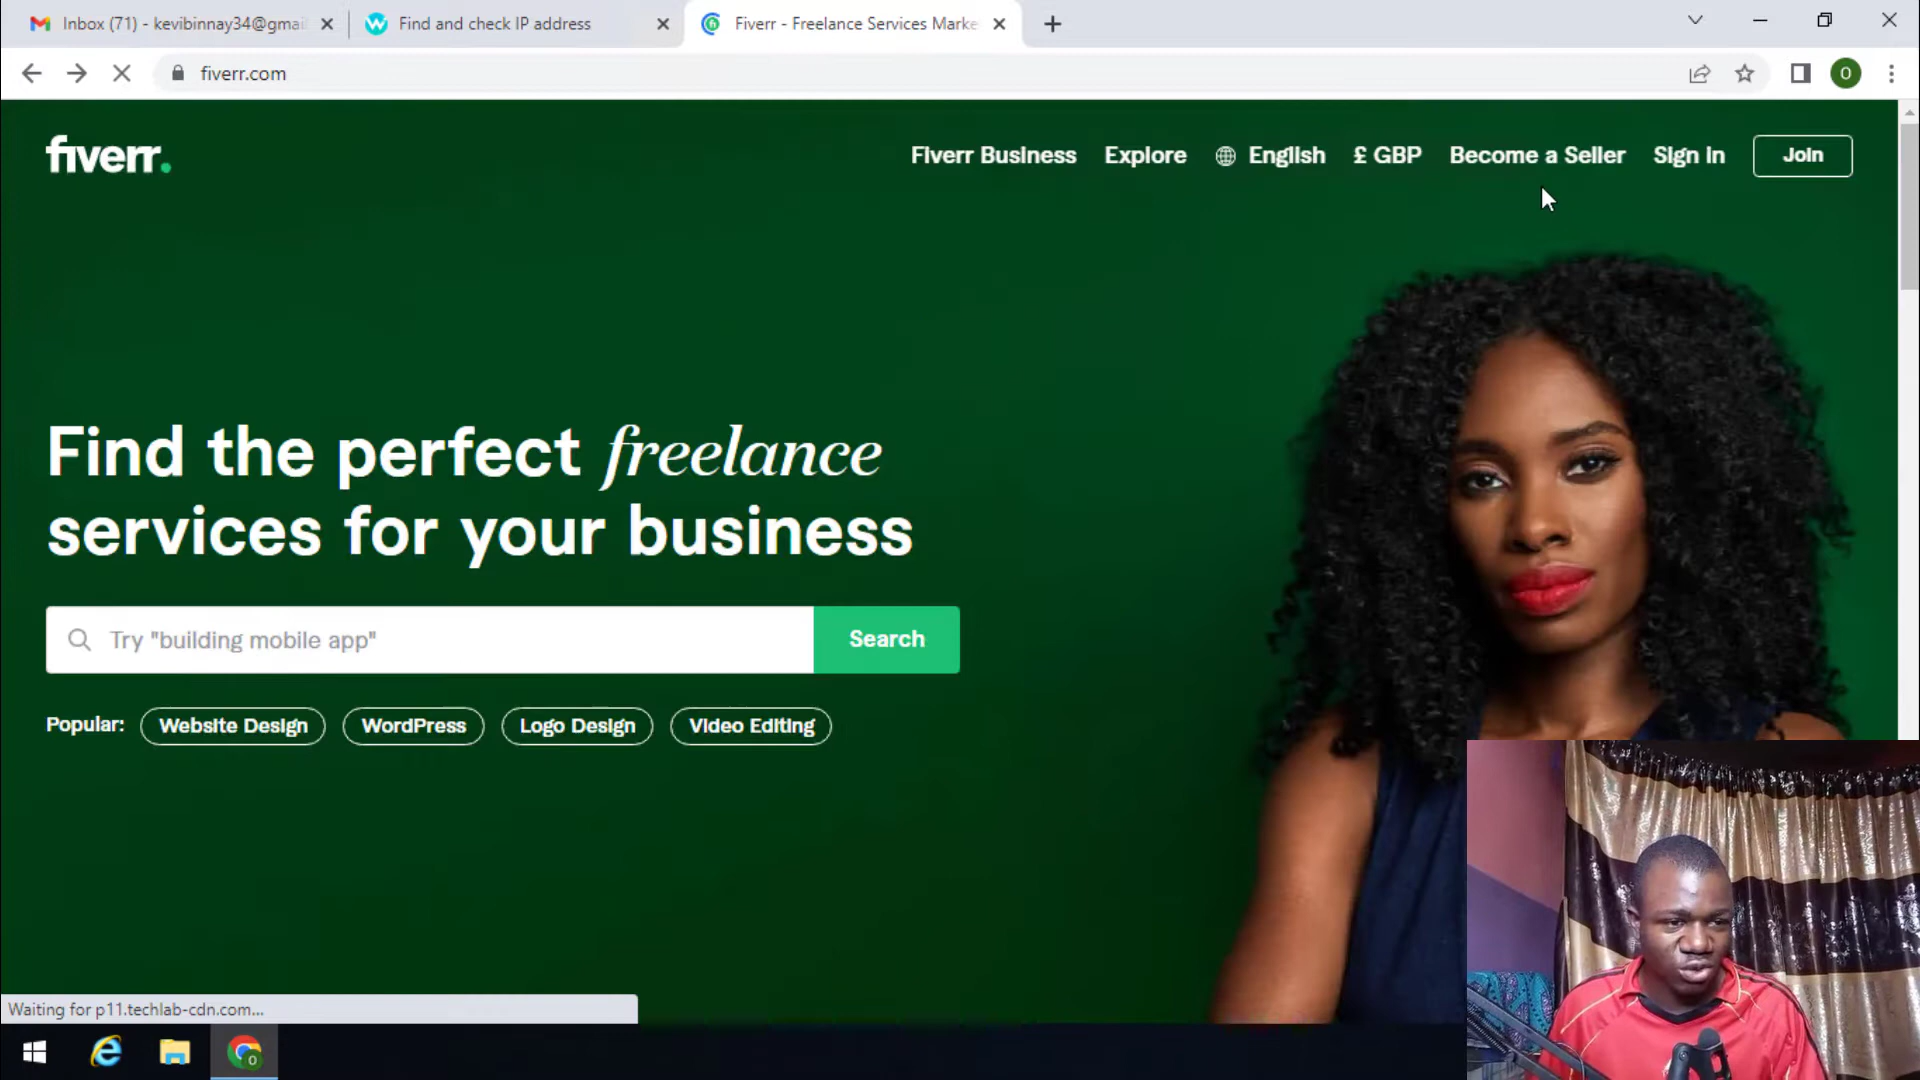 Inbox (71) - kevibinnay34@gmai
Find and check IP address
Fiverr - Freelance Services Marke
fiverr.com
O
fiverr.
Fiverr Business
Explore
English
£ GBP
Become a Seller
Sign in
Join
Find the perfect freelance
services for your business
Try "building mobile app"
Search
Popular:
Website Design
WordPress
Logo Design
Video Editing
Waiting for p11.techlab-cdn.com...